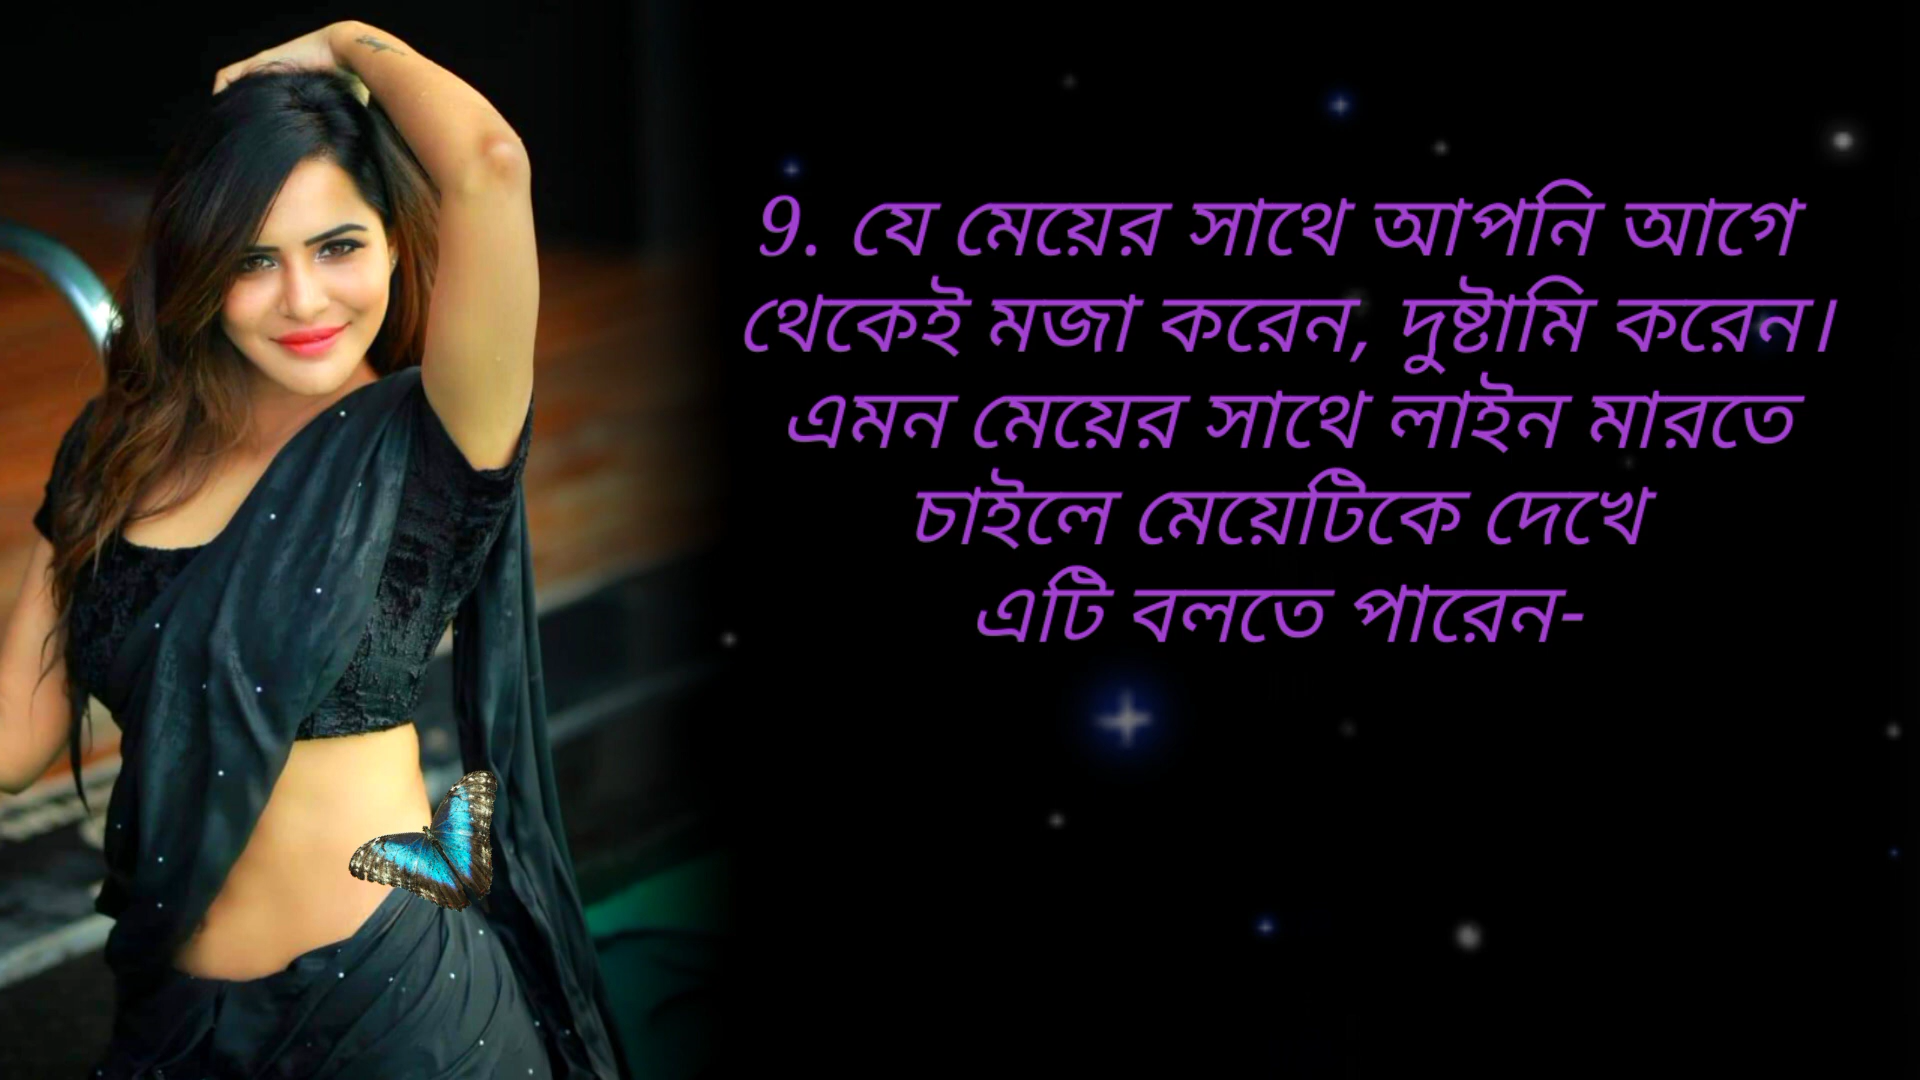 9. যে মেয়ের সাথে আপনি আগে
থেকেই মজা করেন, দুষ্টামি করেন।
এমন মেয়ের সাথে লাইন মারতে
চাইলে মেয়েটিকে দেখে
এটি বলতে পারেন-